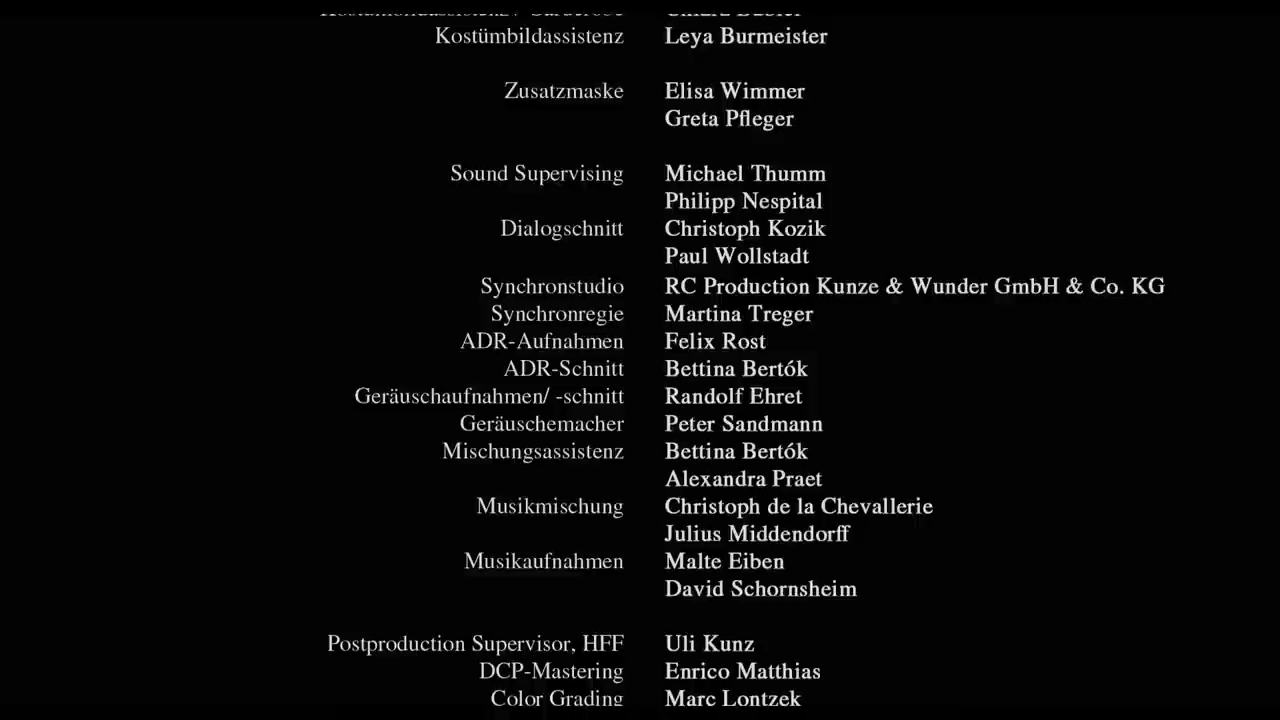 Kostümbildassistenz Leya Burmeister
Zusatzmaske Elisa Wimmer
Greta Pfleger
Sound Supervising Michael Thumm
Philipp Nespital
Dialogschnitt Christoph Kozik
Paul Wollstadt
Synchronstudio RC Production Kunze & Wunder GmbH & Co. KG
Synchronregie Martina Treger
ADR-Aufnahmen Felix Rost
ADR-Schnitt Bettina Bertók
Geräuschaufnahmen/ -schnitt Randolf Ehret
Geräuschemacher Peter Sandmann
Mischungsassistenz Bettina Bertók
Alexandra Praet
Musikmischung Christoph de la Chevallerie
Julius Middendorff
Musikaufnahmen Malte Eiben
David Schornsheim
Postproduction Supervisor, HFF Uli Kunz
DCP-Mastering Enrico Matthias
Color Grading Marc Lontzek